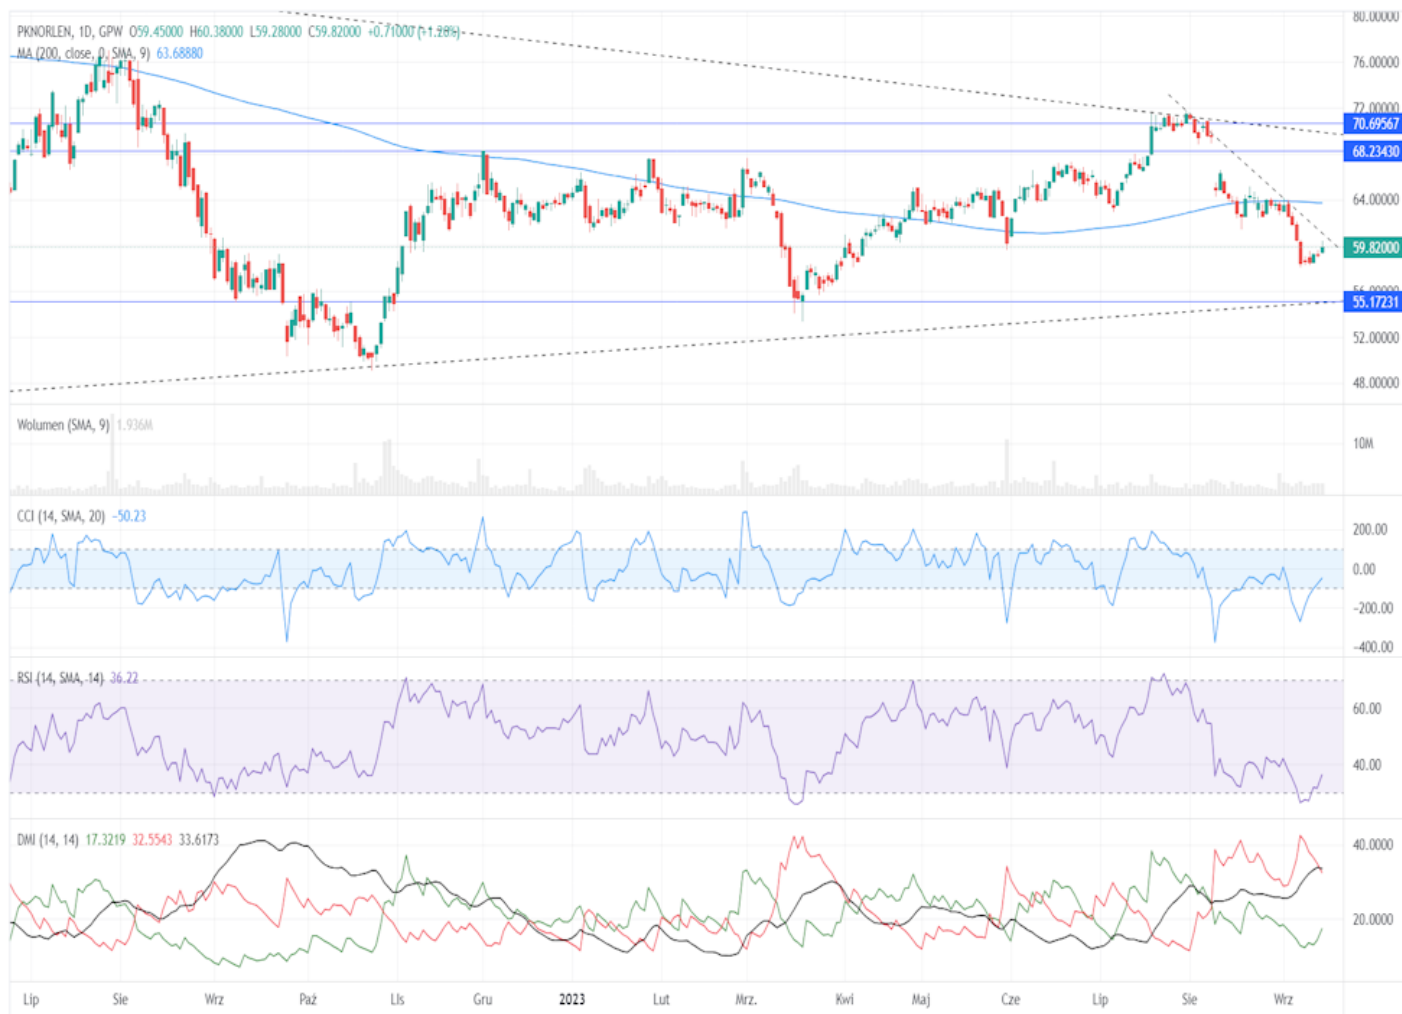 80.00000
PKNORLEN, 1D, GPW O59.45000 H60.38000 L59.28000 C59.82000 +0.71000 (+1.20%)
MA (200, close, 0, SMA, 9) 63.68880
76.00000
72.00000
70.69567
68.23430
64.00000
59.82000
56.00000
55.17231
52.00000
48.00000
Wolumen (SMA, 9) 1.936M
10M
CCI (14, SMA, 20) −50.23
200.00
0.00
−200.00
−400.00
RSI (14, SMA, 14) 36.22
60.00
40.00
DMI (14, 14) 17.3219 32.5543 33.6173
40.0000
20.0000
Lip Sie Wrz Paź Lis Gru 2023 Lut Mrz. Kwi Maj Cze Lip Sie Wrz